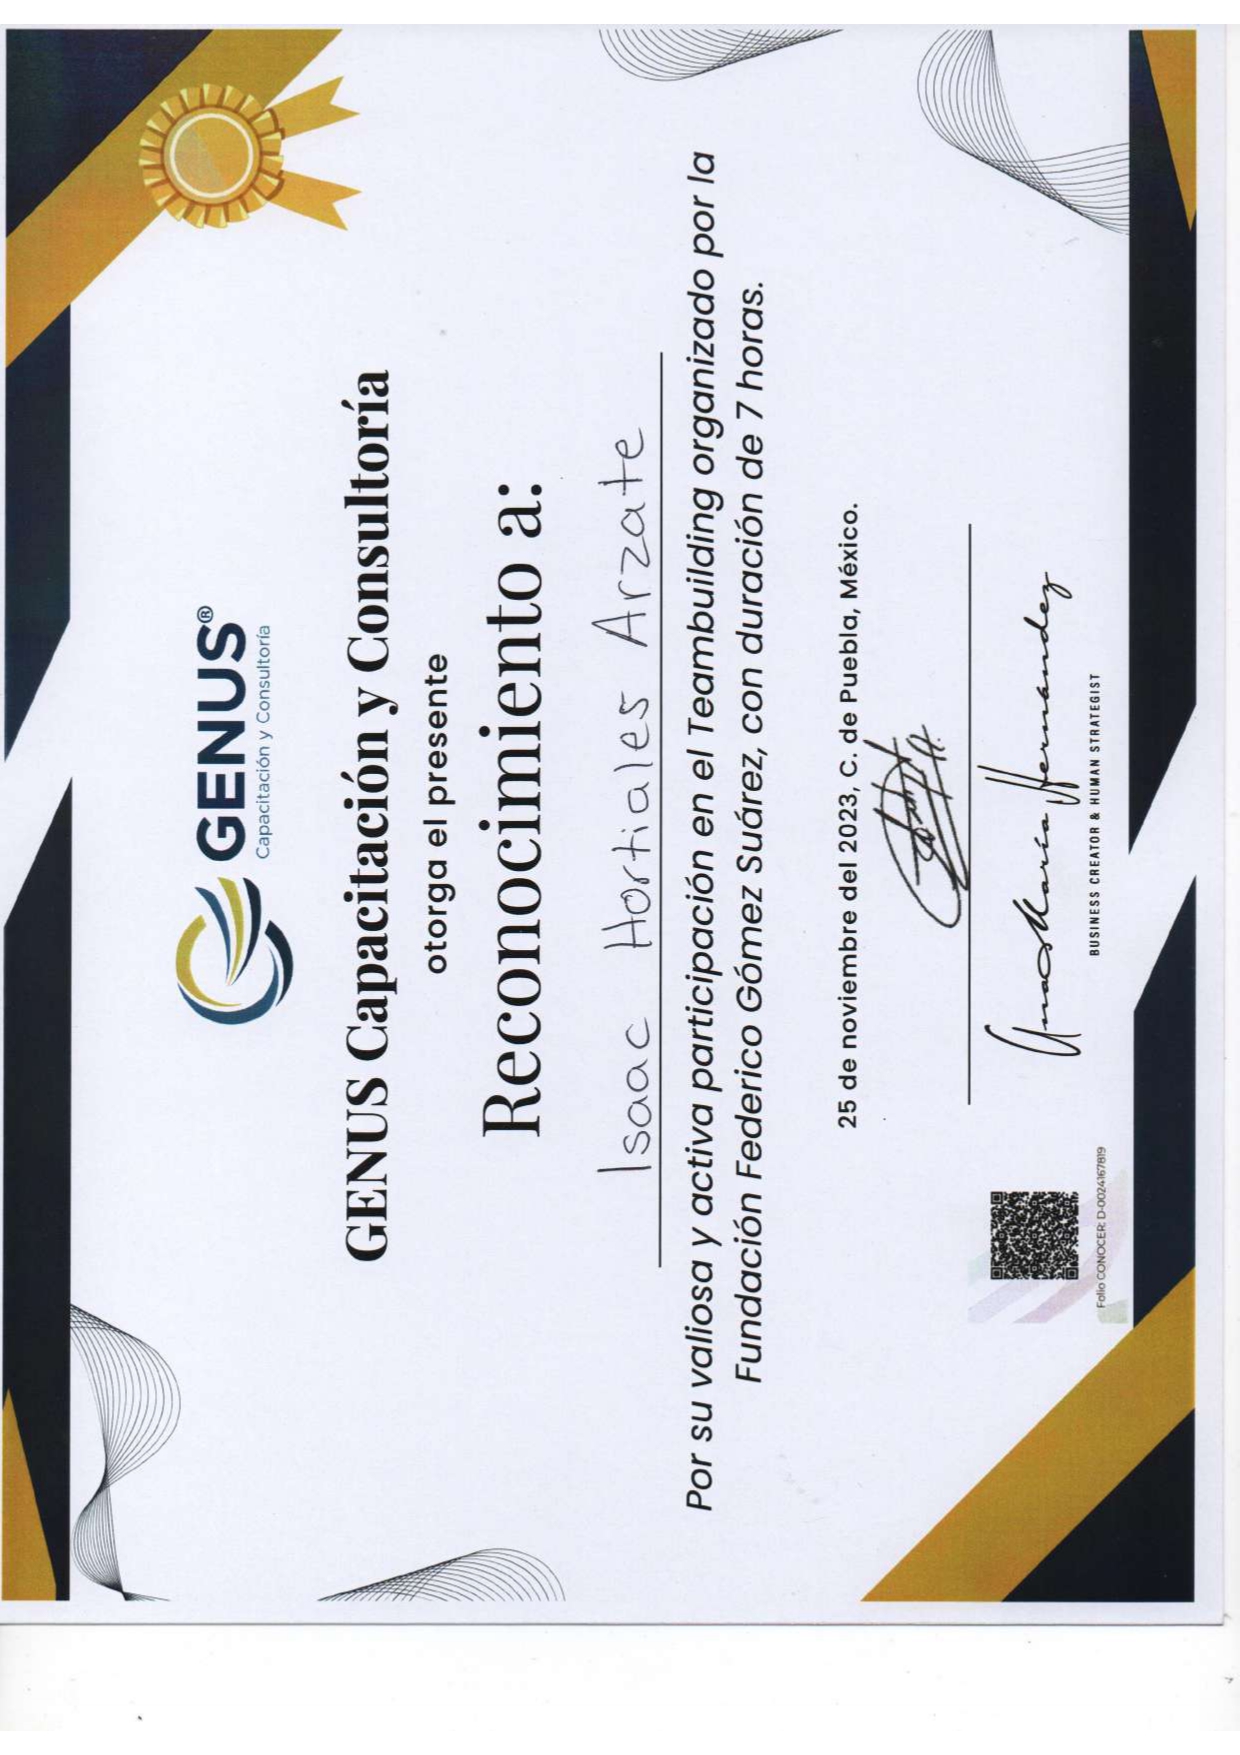 GENUS®
Capacitación y Consultoría
GENUS Capacitación y Consultoría
otorga el presente
Reconocimiento a:
Isaac Hortiales Arzate
Por su valiosa y activa participación en el Teambuilding organizado por la
Fundación Federico Gómez Suárez, con duración de 7 horas.
25 de noviembre del 2023, C. de Puebla, México.
Ana María Hernández
BUSINESS CREATOR & HUMAN STRATEGIST
Folio CONOCER: D-0024167819